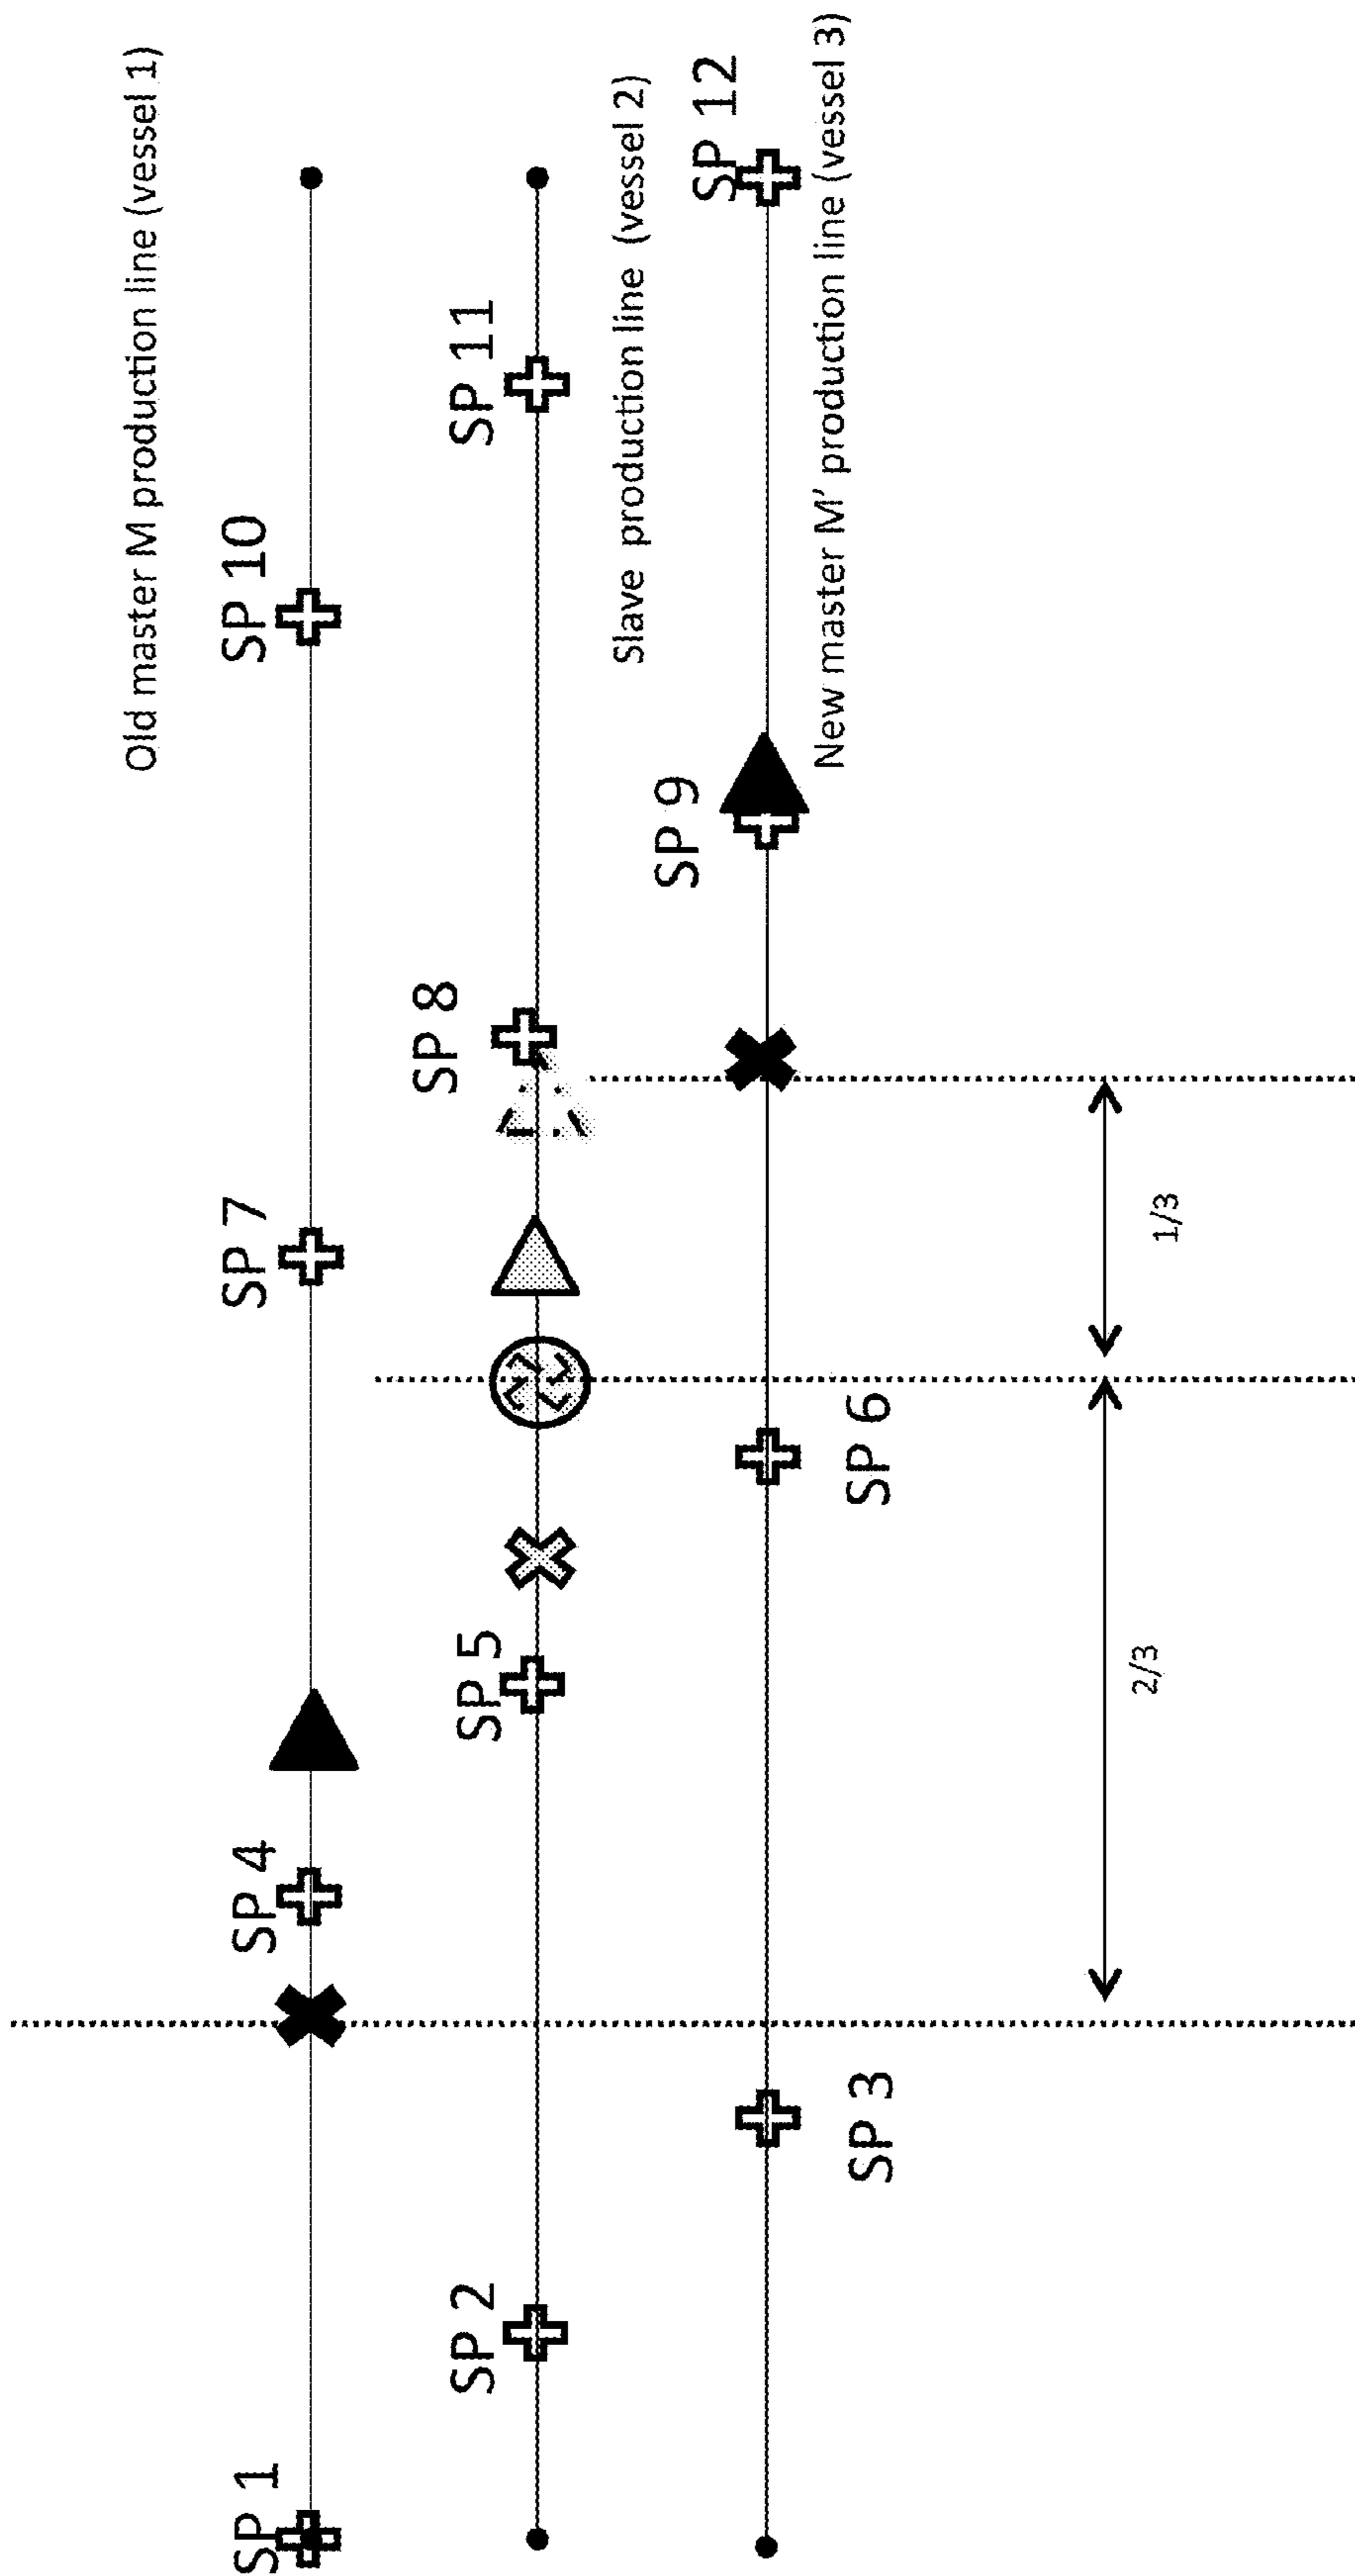 Old master M production line (vessel 1)
SP 1
SP 4
SP 7
SP 10
SP 2
SP 5
SP 8
SP 11
Slave production line (vessel 2)
SP 3
SP 6
SP 9
SP 12
New master M' production line (vessel 3)
2/3
1/3